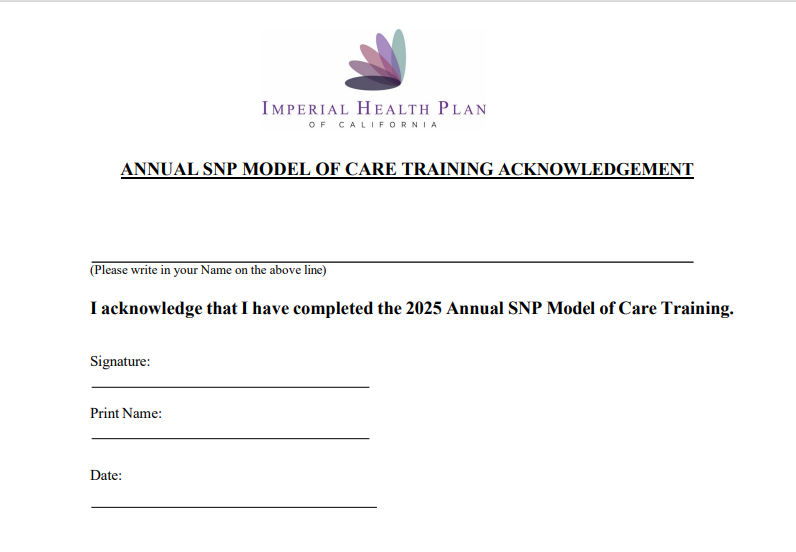 IMPERIAL HEALTH PLAN
OF CALIFORNIA
ANNUAL SNP MODEL OF CARE TRAINING ACKNOWLEDGEMENT
(Please write in your Name on the above line)
I acknowledge that I have completed the 2025 Annual SNP Model of Care Training.
Signature:
Print Name:
Date: